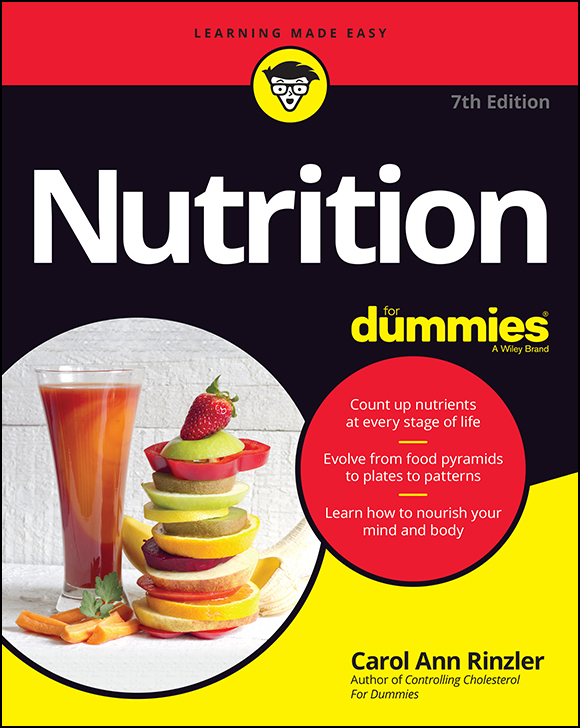 LEARNING MADE EASY
7th Edition
Nutrition
for
dummies®
A Wiley Brand
Count up nutrients
at every stage of life
Evolve from food pyramids
to plates to patterns
Learn how to nourish your
mind and body
Carol Ann Rinzler
Author of Controlling Cholesterol
For Dummies